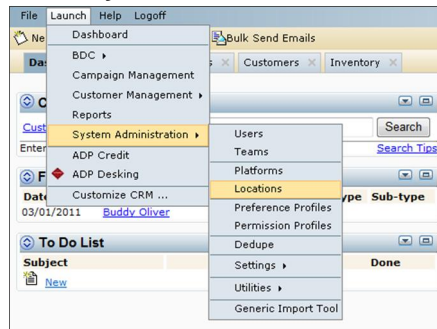 File Launch Help Logoff
Ne Bulk Send Emails
Das s × Customers × Inventory ×
Dashboard
BDC
Campaign Management
Customer Management
Reports
System Administration
ADP Credit
ADP Desking
Customize CRM ...
Users
Teams
Platforms
Locations
Preference Profiles
Permission Profiles
Dedupe
Settings
Utilities
Generic Import Tool
C
Cust Search
Enter Search Tips
F
Date ype Sub-type
03/01/2011 Buddy Oliver
To Do List
Subject Done
New